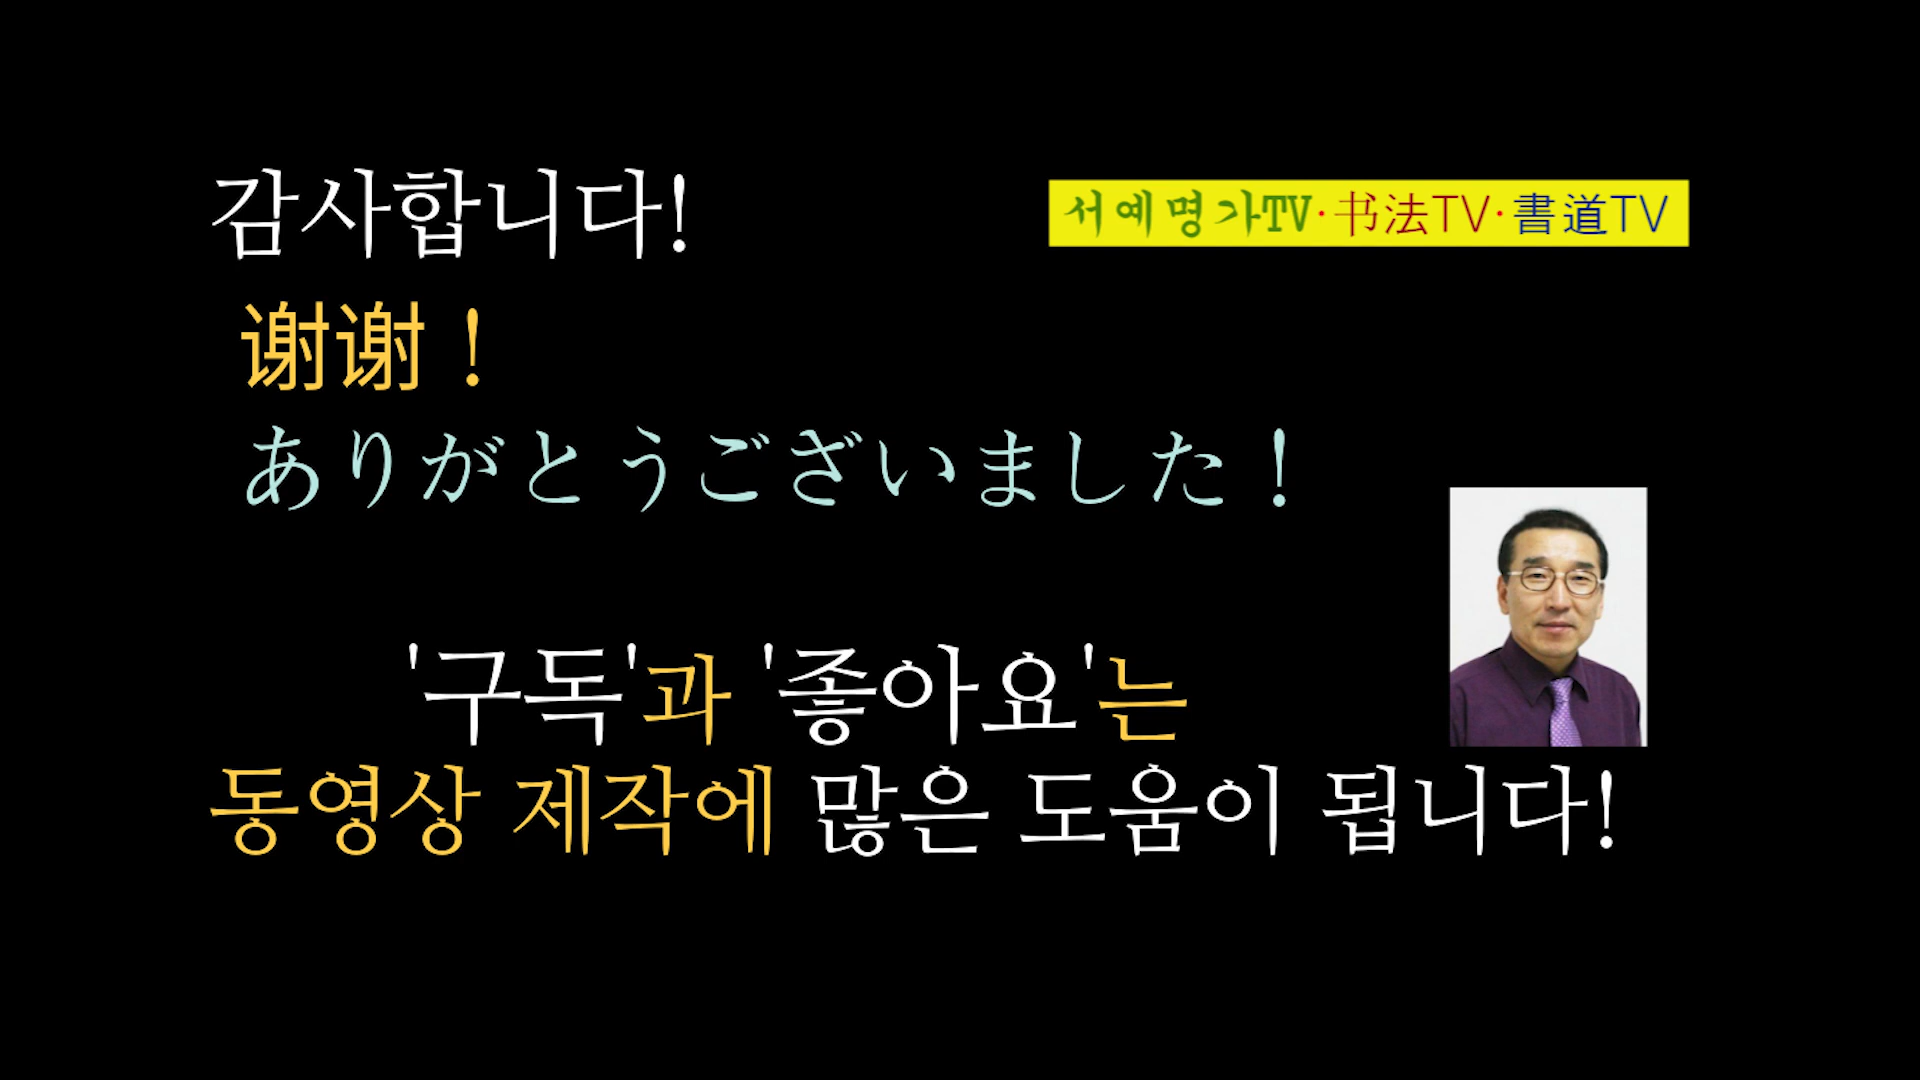 감사합니다!
서예명가TV·书法TV·書道TV
谢谢！
ありがとうございました！
'구독'과 '좋아요'는
동영상 제작에 많은 도움이 됩니다!